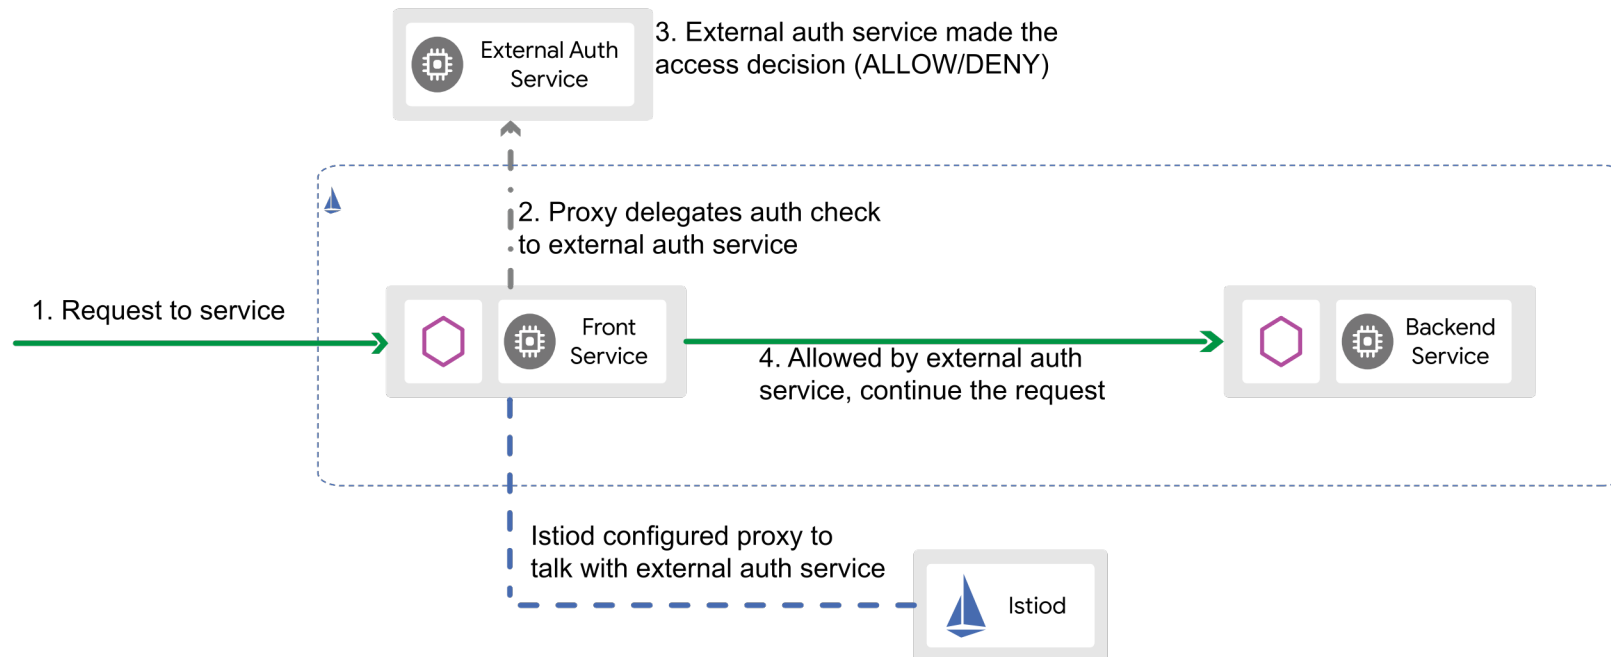 External Auth
Service
3. External auth service made the
access decision (ALLOW/DENY)
2. Proxy delegates auth check
to external auth service
1. Request to service
Front
Service
4. Allowed by external auth
service, continue the request
Backend
Service
Istiod configured proxy to
talk with external auth service
Istiod